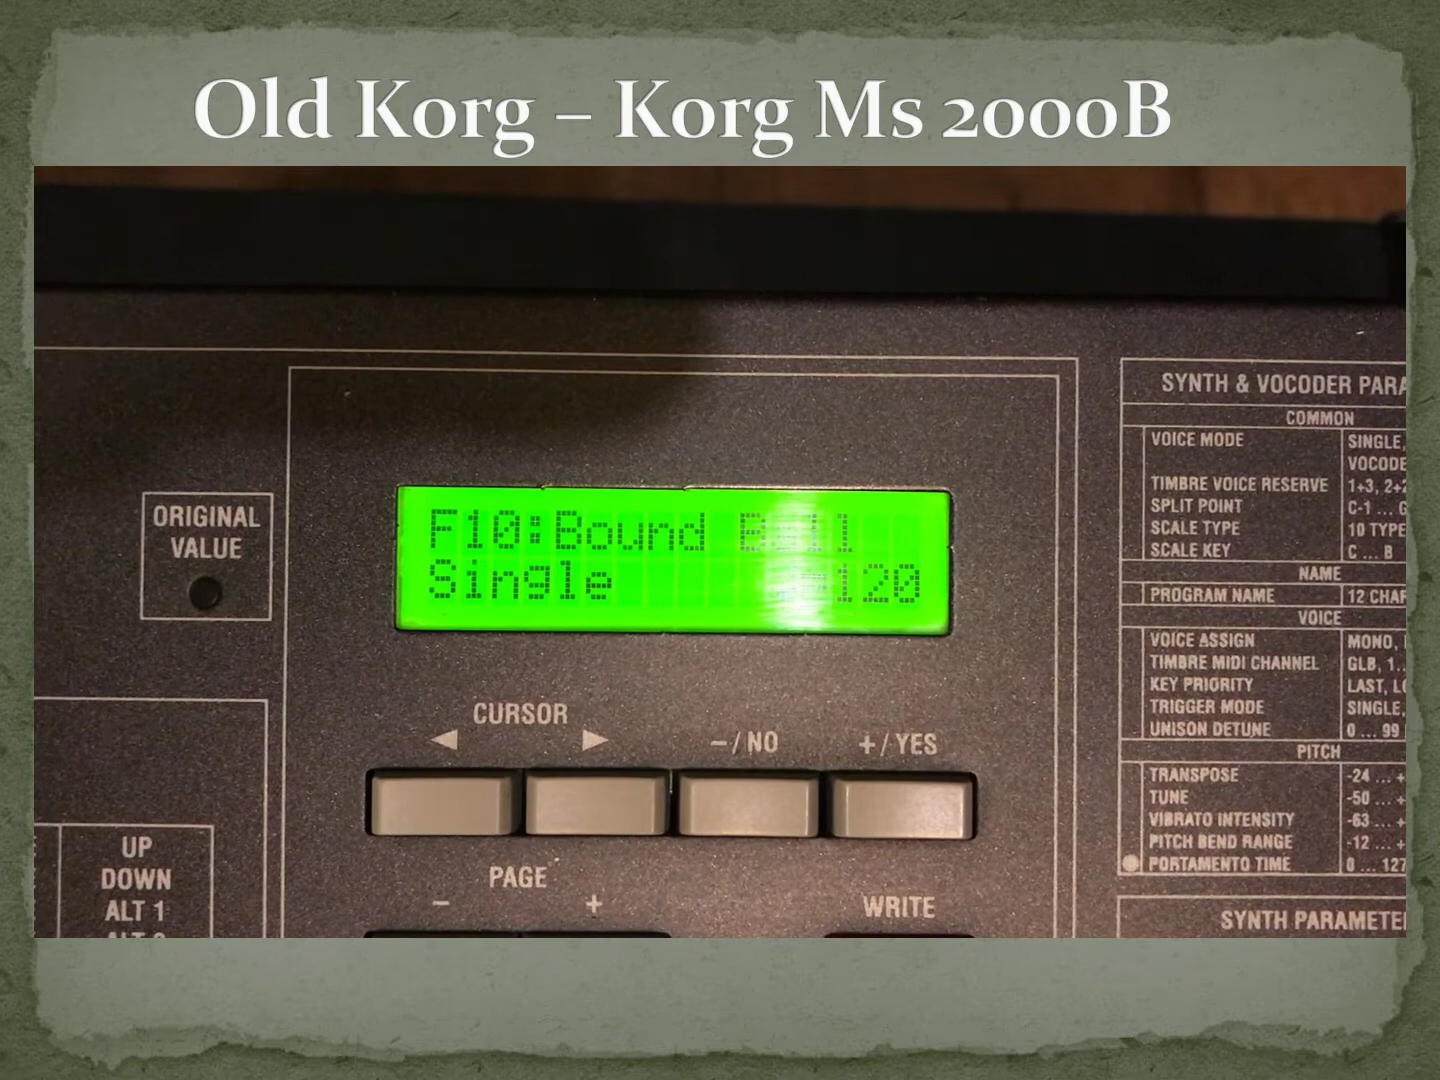 Old Korg – Korg Ms 2000B
ORIGINAL
VALUE
F10:Bound Ball
Single 120
CURSOR
–/NO
+/YES
PAGE
–
+
WRITE
UP
DOWN
ALT 1
SYNTH & VOCODER PARA
COMMON
VOICE MODE SINGLE,
VOCODE
TIMBRE VOICE RESERVE 1+3, 2+2
SPLIT POINT C-1 ... G
SCALE TYPE 10 TYPE
SCALE KEY C ... B
NAME
PROGRAM NAME 12 CHAR
VOICE
VOICE ASSIGN MONO,
TIMBRE MIDI CHANNEL GLB, 1..
KEY PRIORITY LAST, LO
TRIGGER MODE SINGLE,
UNISON DETUNE 0 ... 99
PITCH
TRANSPOSE -24 ... +
TUNE -50 ... +
VIBRATO INTENSITY -63 ... +
PITCH BEND RANGE -12 ... +
PORTAMENTO TIME 0 ... 127
SYNTH PARAMETE